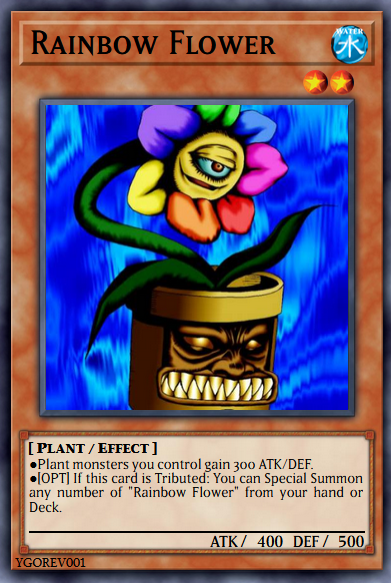 Rainbow Flower
WATER
水
[ Plant / Effect ]
●Plant monsters you control gain 300 ATK/DEF.
●[OPT] If this card is Tributed: You can Special Summon
any number of "Rainbow Flower" from your hand or
Deck.
ATK / 400 DEF / 500
YGOREV001